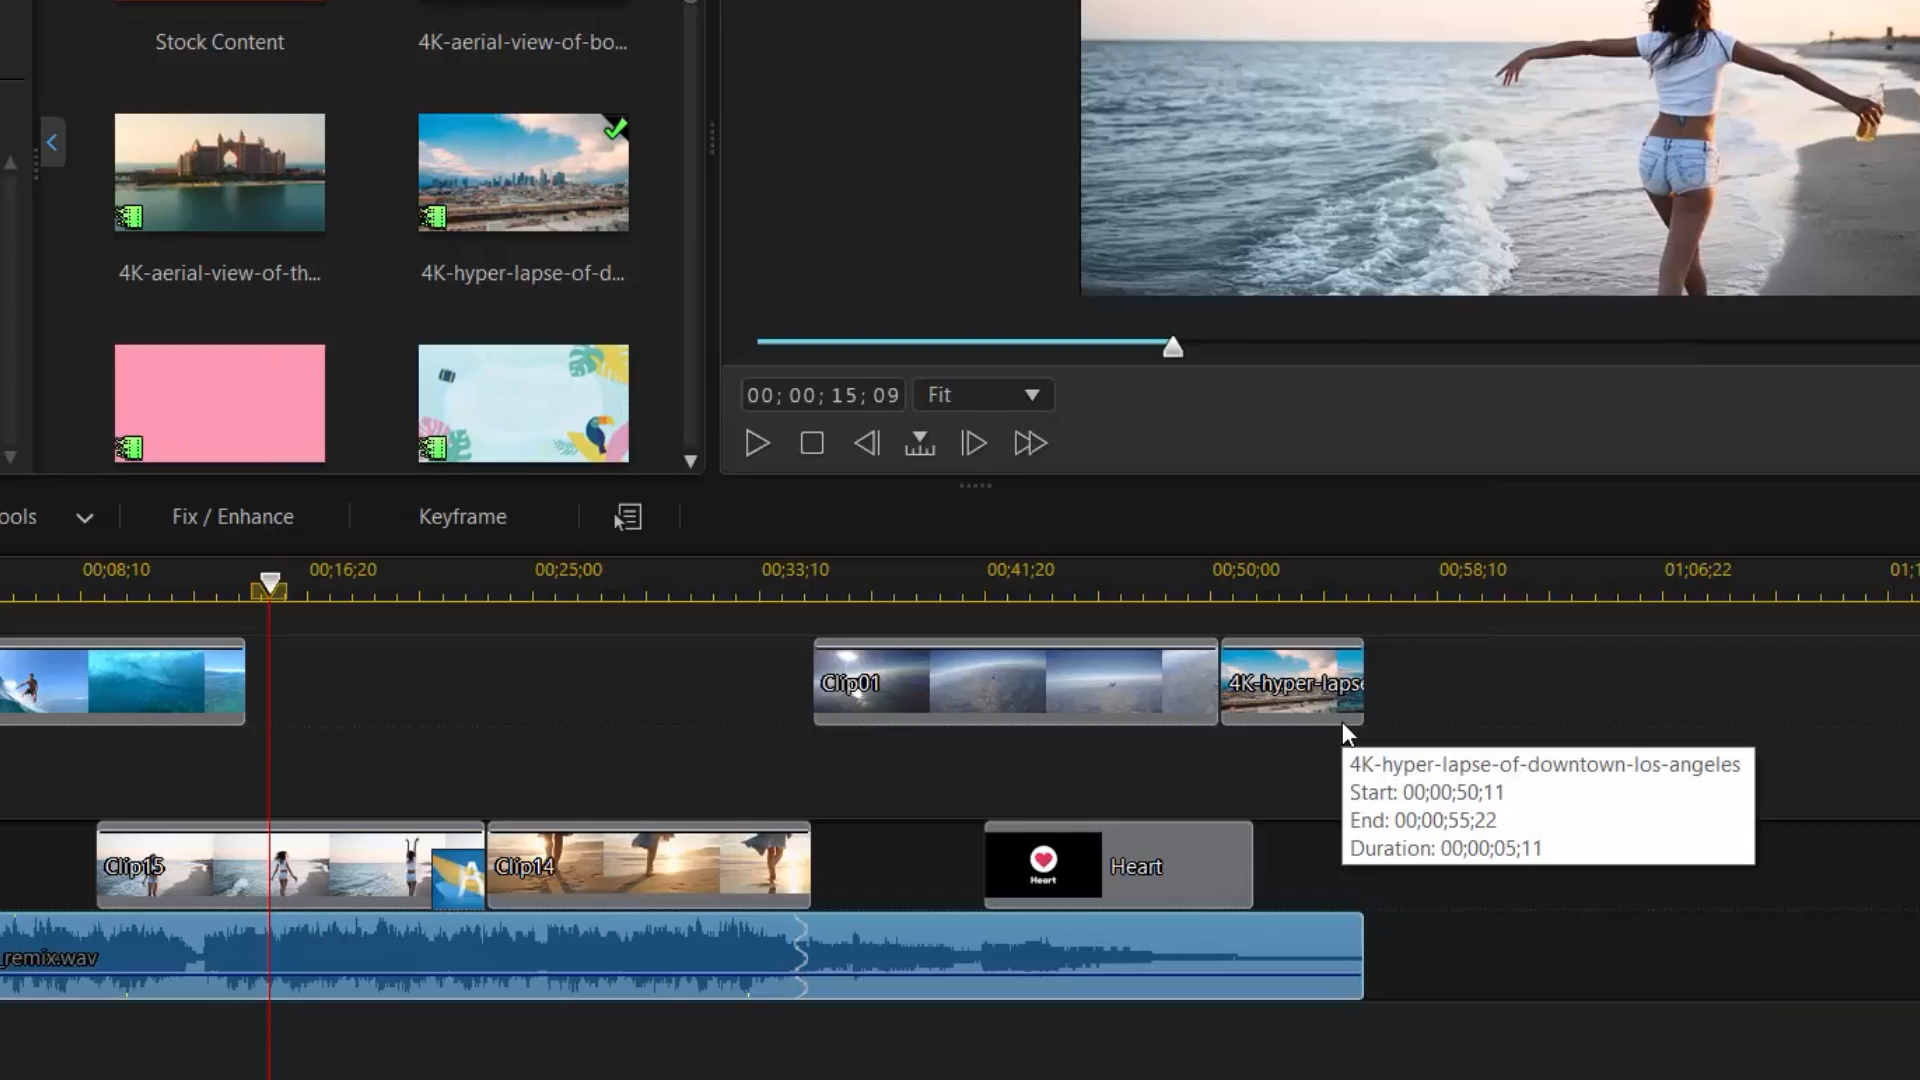 Stock Content
4K-aerial-view-of-bo...
4K-aerial-view-of-th...
4K-hyper-lapse-of-d...
00; 00; 15; 09
Fit
ools
Fix / Enhance
Keyframe
00;08;10
00;16;20
00;25;00
00;33;10
00;41;20
00;50;00
00;58;10
01;06;22
01;1
Clip01
4K-hyper-lapse
4K-hyper-lapse-of-downtown-los-angeles
Start: 00;00;50;11
End: 00;00;55;22
Duration: 00;00;05;11
Clip15
A
Clip14
Heart
Heart
_remix.wav